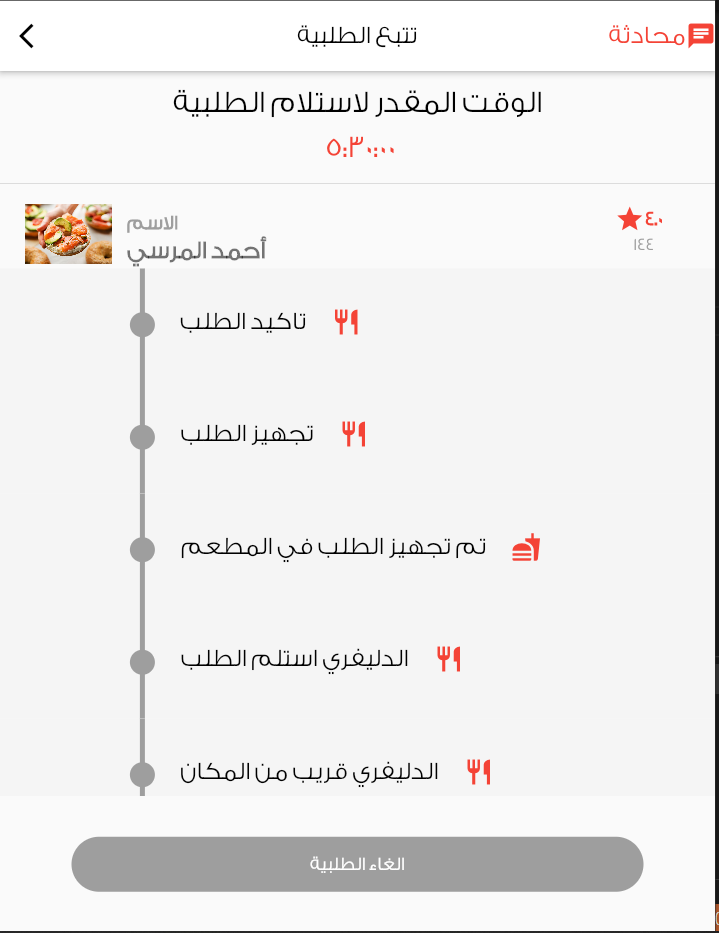 محادثة
تتبع الطلبية
الوقت المقدر لاستلام الطلبية
٥:٣٠:٠٠
٤.٠
١٤٤
الاسم
أحمد المرسي
تاكيد الطلب
تجهيز الطلب
تم تجهيز الطلب في المطعم
الدليفري استلم الطلب
الدليفري قريب من المكان
الغاء الطلبية